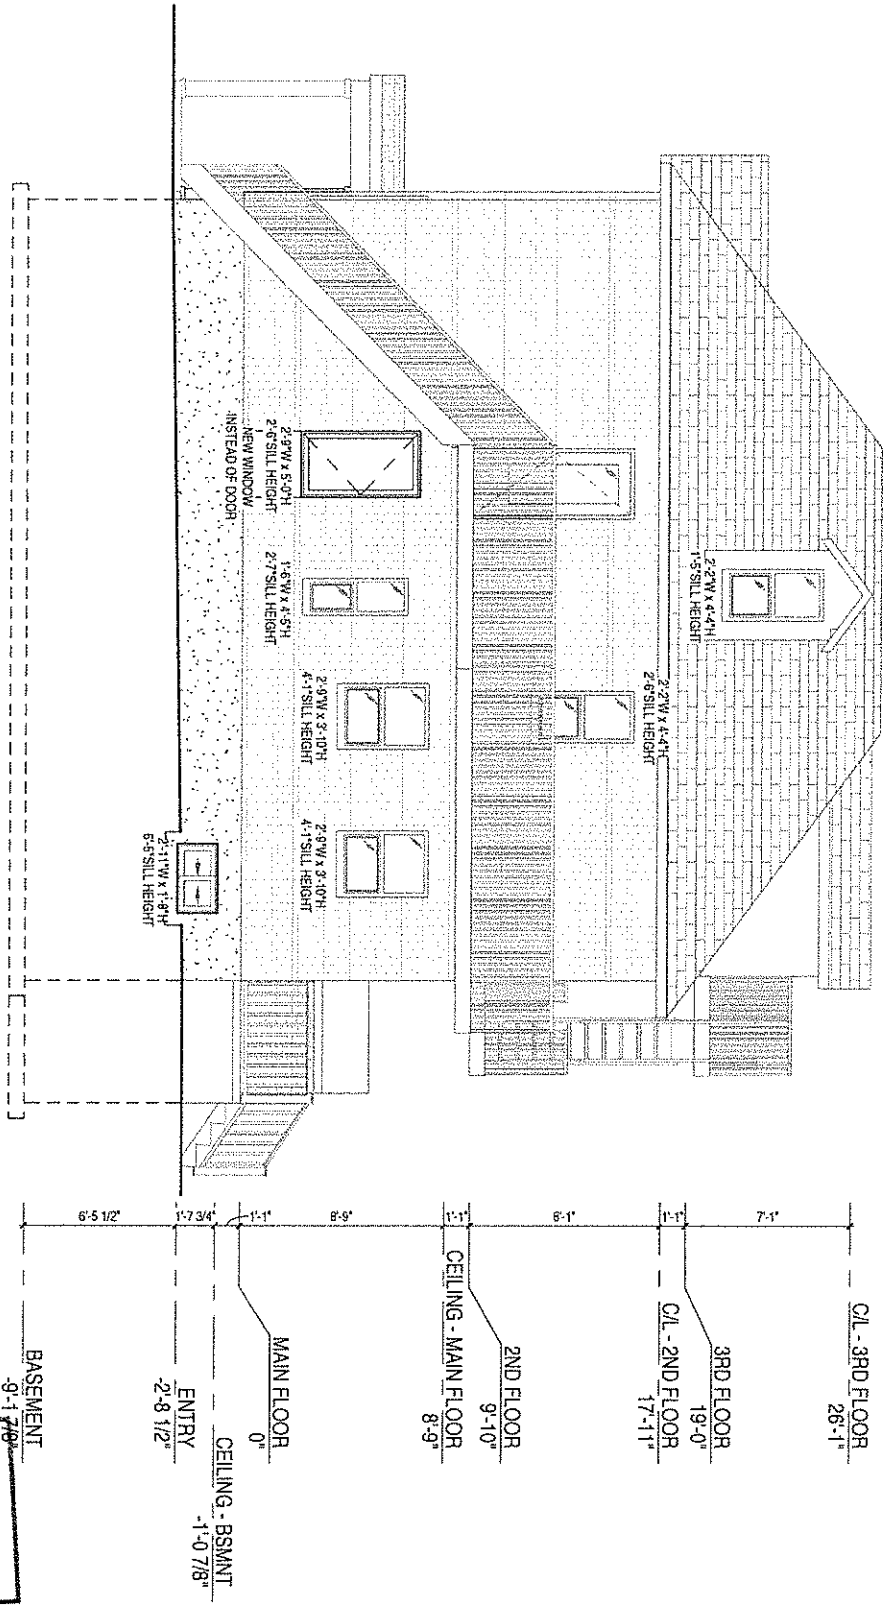 2'-2"W x 4'-4"H
1'-5"SILL HEIGHT
2'-2"W x 4'-4"H
2'-6"SILL HEIGHT
2'-9"W x 5'-0"H
2'-6"SILL HEIGHT
NEW WINDOW
INSTEAD OF DOOR
1'-6"W x 4'-5"H
2'-7"SILL HEIGHT
2'-9"W x 3'-10"H
4'-1"SILL HEIGHT
2'-9"W x 3'-10"H
4'-1"SILL HEIGHT
2'-11"W x 1'-8"H
6'-6"SILL HEIGHT
7'-1"
1'-1"
8'-1"
1'-1"
8'-9"
1'-1"
1'-7 3/4"
6'-5 1/2"
C/L - 3RD FLOOR
26'-1"
3RD FLOOR
19'-0"
C/L - 2ND FLOOR
17'-11"
2ND FLOOR
9'-10"
CEILING - MAIN FLOOR
8'-9"
MAIN FLOOR
0"
CEILING - BSMNT
-1'-0 7/8"
ENTRY
-2'-8 1/2"
BASEMENT
-9'-1 7/8"